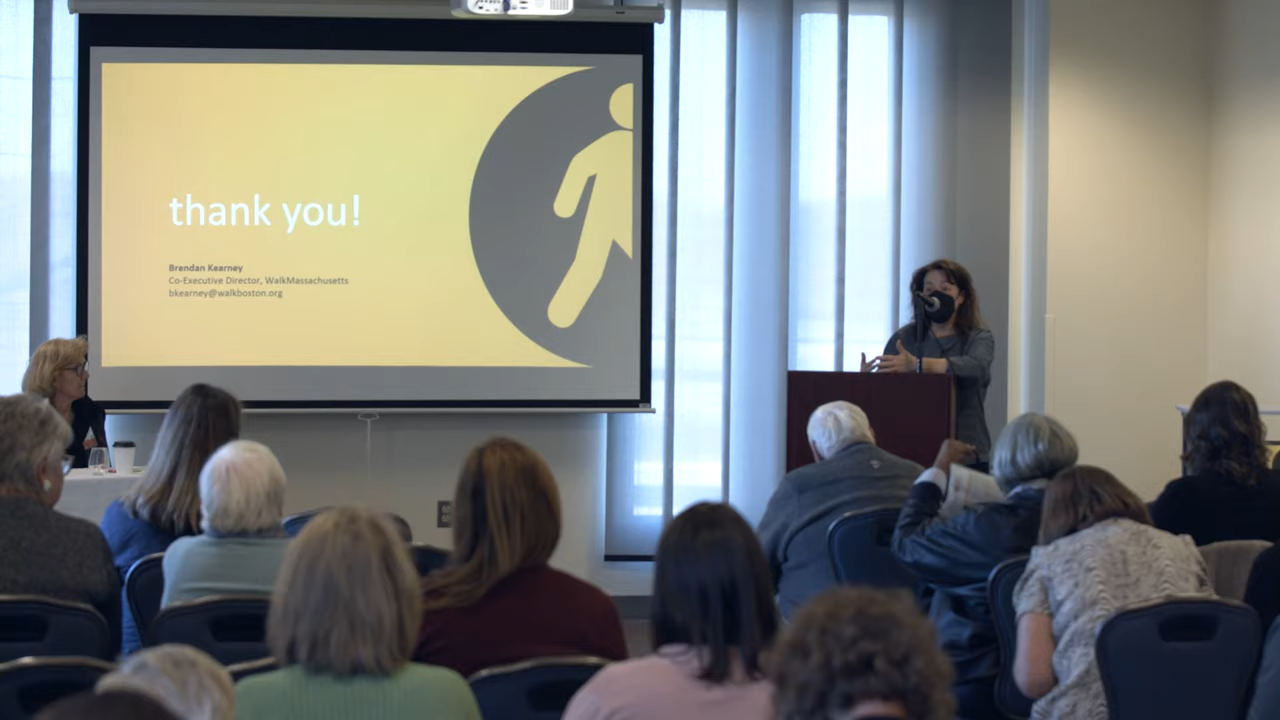 thank you!
Brendan Kearney
Co-Executive Director, WalkMassachusetts
bkearney@walkboston.org